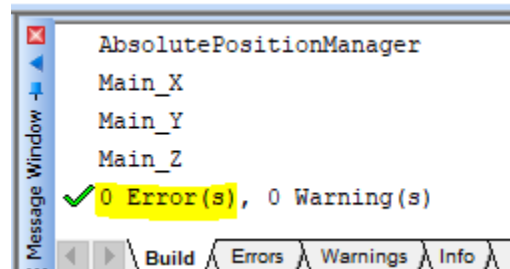 AbsolutePositionManager
Main_X
Main_Y
Main_Z
0 Error(s), 0 Warning(s)
Message Window
Build Errors Warnings Info